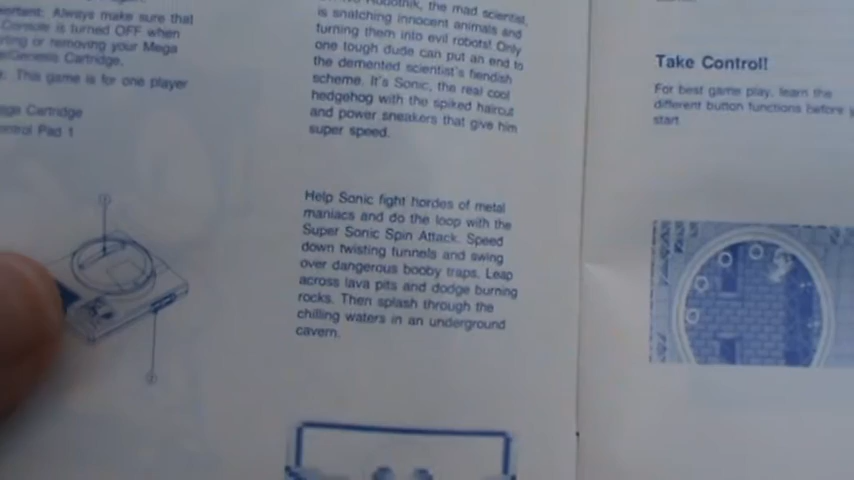 Always make sure that
Console is turned OFF when
or removing your Mega
Cartridge.
This game is for one player
Cartridge
Pad 1
the mad scientist,
is snatching innocent animals and
turning them into evil robots! Only
one tough dude can put an end to
the demented scientist's fiendish
scheme. It's Sonic, the real cool
hedgehog with the spiked haircut
and power sneakers that give him
super speed.
Help Sonic fight hordes of metal
maniacs and do the loop with the
Super Sonic Spin Attack. Speed
down twisting tunnels and swing
over dangerous booby traps. Leap
across lava pits and dodge burning
rocks. Then splash through the
chilling waters in an underground
cavern.
Take Control!
For best game play, learn the
different button functions before
start.